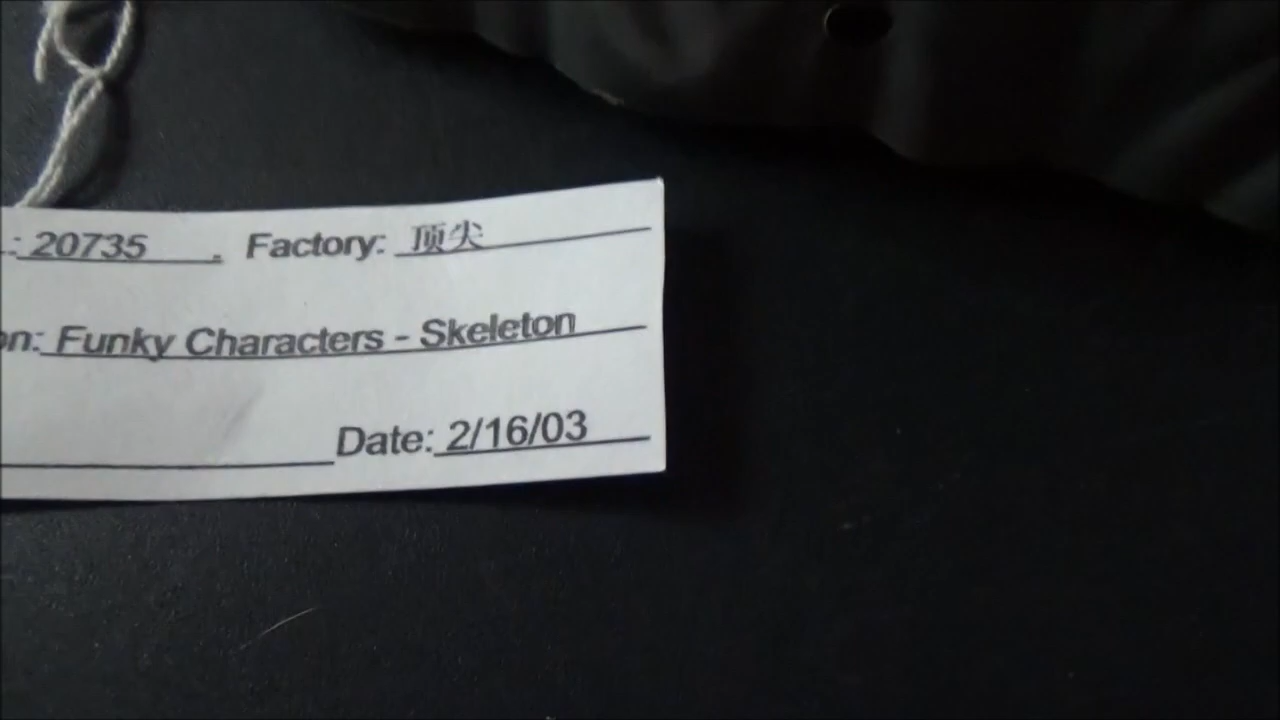 .: 20735 . Factory: 顶尖
on: Funky Characters - Skeleton
Date: 2/16/03